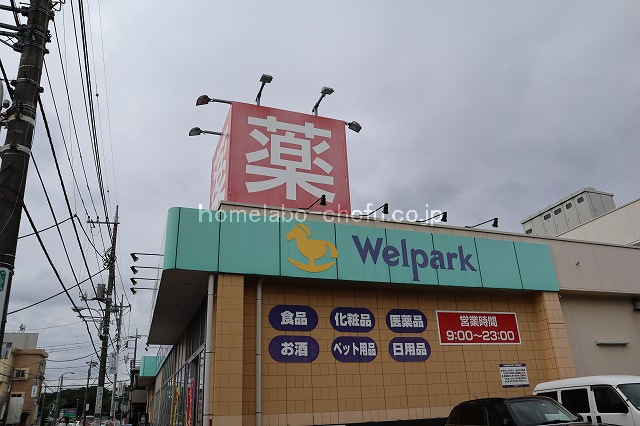 薬
homelabo-chofu.co.jp
Welpark
食品 化粧品 医薬品
営業時間
9:00～23:00
お酒 ペット用品 日用品